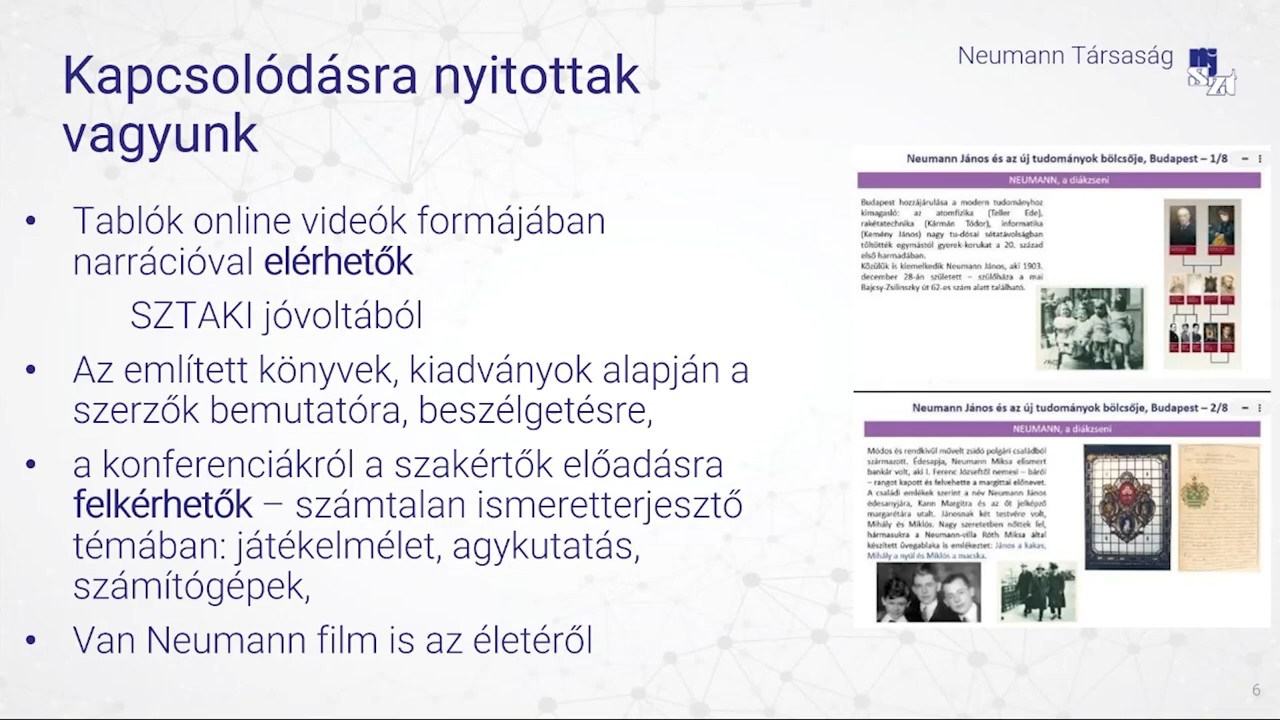 Kapcsolódásra nyitottak
vagyunk
Neumann Társaság
• Tablók online videók formájában
narrációval elérhetők
SZTAKI jóvoltából
• Az említett könyvek, kiadványok alapján a
szerzők bemutatóra, beszélgetésre,
• a konferenciákról a szakértők előadásra
felkérhetők – számtalan ismeretterjesztő
témában: játékelmélet, agykutatás,
számítógépek,
• Van Neumann film is az életéről
Neumann János és az új tudományok bölcsője, Budapest – 1/8
NEUMANN, a diákzseni
Budapest hozzájárulása a modern tudományhoz
kimagasló: az atomfizika (Teller Ede),
rakétatechnika (Kármán Tódor), informatika
(Kemény János) nagy tu-dósai sétatávolságban
töltötték egymástól gyerek-korukat a 20. század
első harmadában.
Közülük is kiemelkedik Neumann János, aki 1903.
december 28-án született – szülőháza a mai
Bajcsy-Zsilinszky út 62-es szám alatt található.
Neumann János és az új tudományok bölcsője, Budapest – 2/8
NEUMANN, a diákzseni
Módos és rendkívül művelt zsidó polgári családból
származott. Édesapja, Neumann Miksa elismert
bankár volt, aki I. Ferenc Józseftől nemesi – bárói
– rangot kapott és felvehette a margittai előnevet.
A családi emlékek szerint a név Neumann János
édesanyjára, Kann Margitra és az őt jelképező
margarétára utalt. Jánosnak két testvére volt,
Mihály és Miklós. Nagy szeretetben nőttek fel,
hármasukra a Neumann-villa Róth Miksa által
készített üvegablaka is emlékeztet: János a kakas,
Mihály a nyúl és Miklós a macska.
6